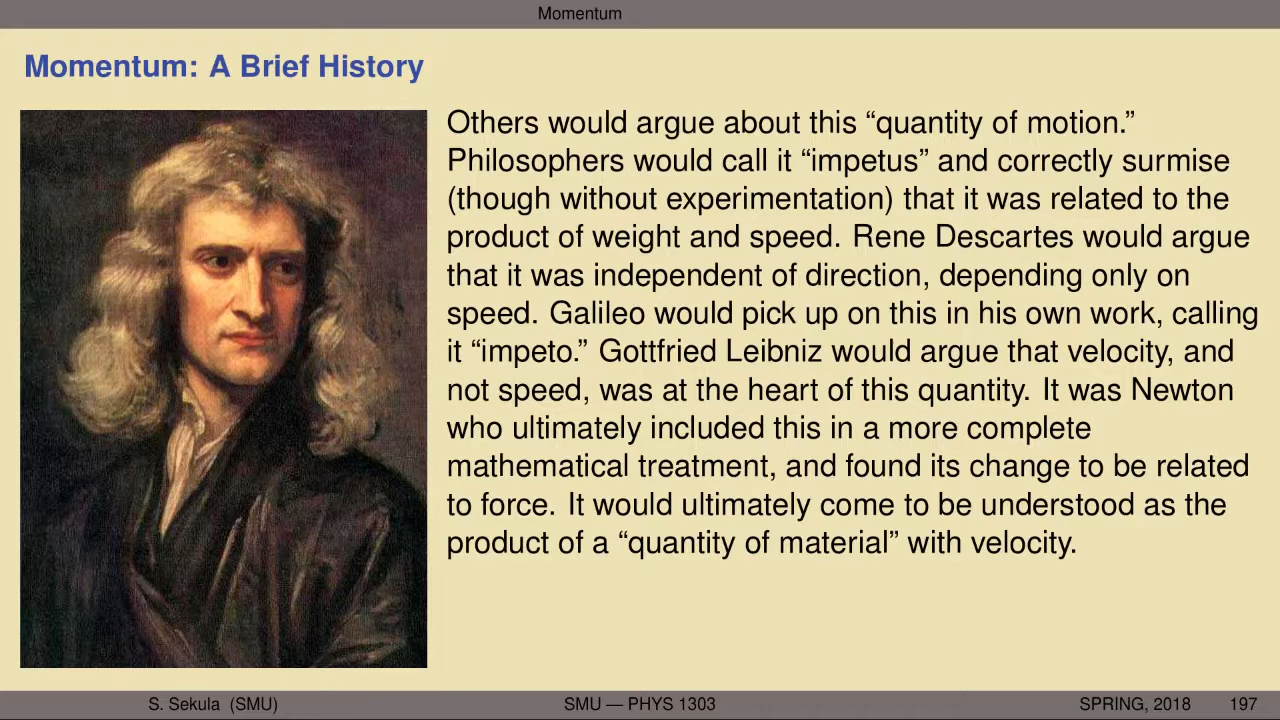 Momentum
Momentum: A Brief History
Others would argue about this “quantity of motion.”
Philosophers would call it “impetus” and correctly surmise
(though without experimentation) that it was related to the
product of weight and speed. Rene Descartes would argue
that it was independent of direction, depending only on
speed. Galileo would pick up on this in his own work, calling
it “impeto.” Gottfried Leibniz would argue that velocity, and
not speed, was at the heart of this quantity. It was Newton
who ultimately included this in a more complete
mathematical treatment, and found its change to be related
to force. It would ultimately come to be understood as the
product of a “quantity of material” with velocity.
S. Sekula (SMU) SMU — PHYS 1303 SPRING, 2018 197